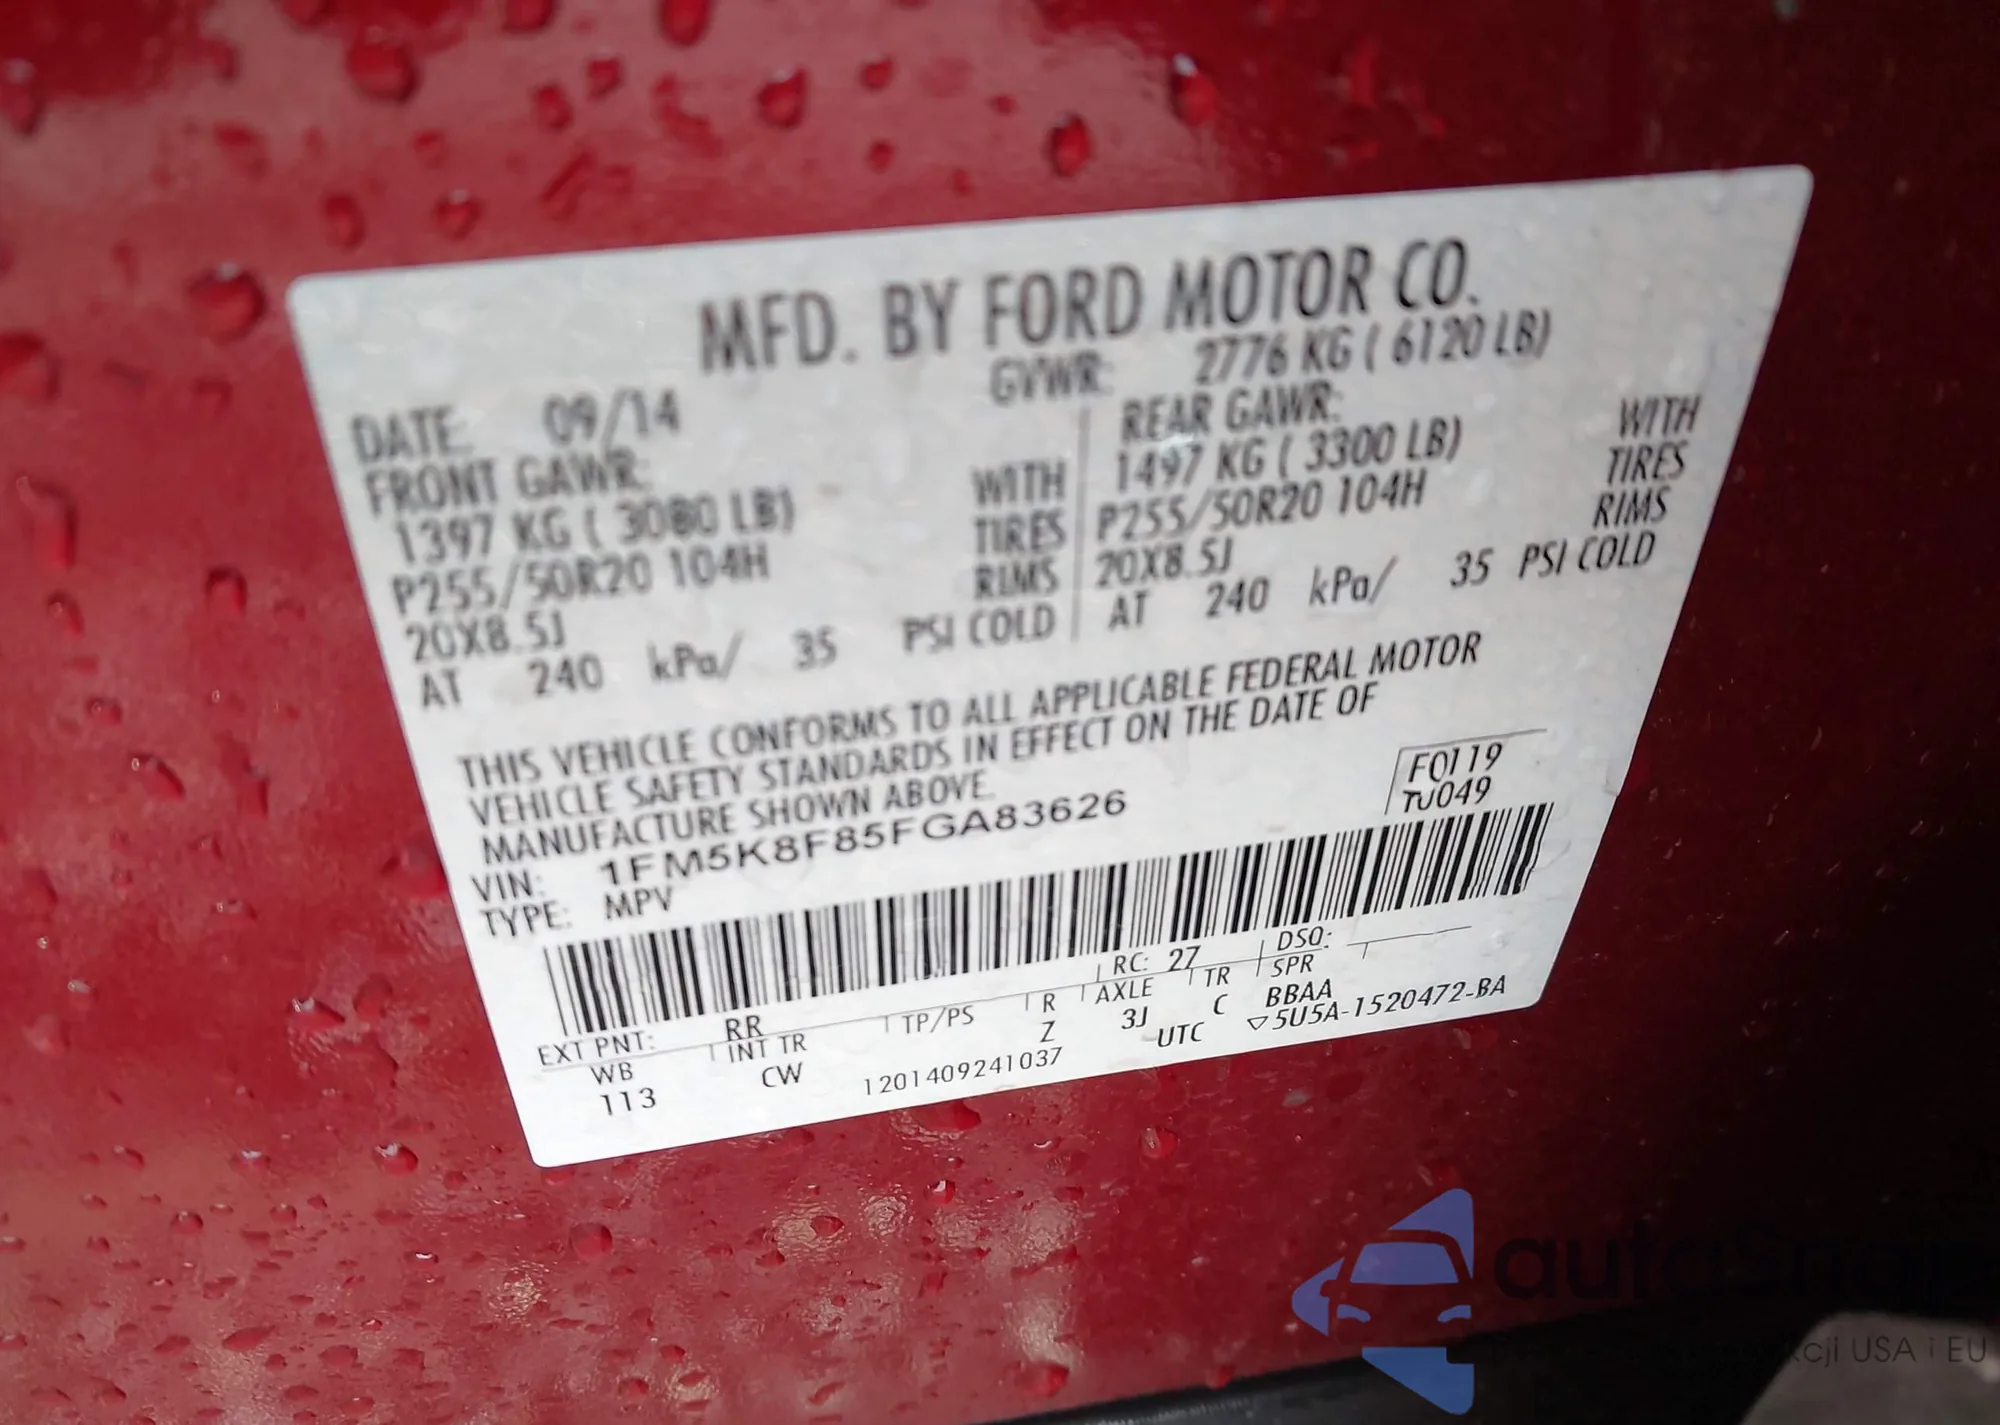 MFD. BY FORD MOTOR CO.
DATE: 09/14
GVWR: 2776 KG ( 6120 LB)
FRONT GAWR:
1397 KG ( 3080 LB) WITH
P255/50R20 104H TIRES
20X8.5J RIMS
AT 240 kPa/ 35 PSI COLD
REAR GAWR:
1497 KG ( 3300 LB) WITH
P255/50R20 104H TIRES
20X8.5J RIMS
AT 240 kPa/ 35 PSI COLD
THIS VEHICLE CONFORMS TO ALL APPLICABLE FEDERAL MOTOR
VEHICLE SAFETY STANDARDS IN EFFECT ON THE DATE OF
MANUFACTURE SHOWN ABOVE.
VIN: 1FM5K8F85FGA83626
TYPE: MPV
F0119
TU049
EXT PNT: RR RC: 27 DSO:
WB INT TR TP/PS R AXLE TR SPR
113 CW Z 3J C BBAA
1201409241037 UTC ▽5U5A-1520472-BA
USA i EU